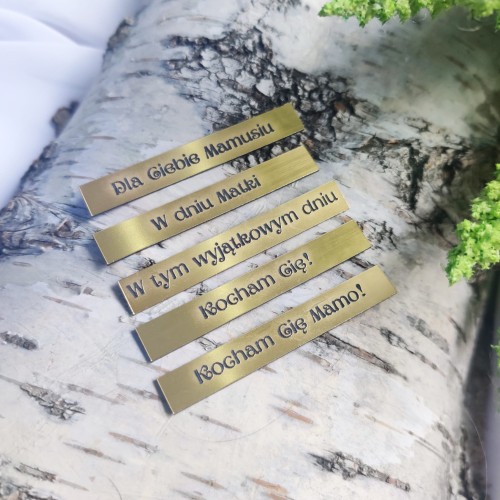 Dla Ciebie Mamusiu
W dniu Matki
W tym wyjątkowym dniu
Kocham Cię!
Kocham Cię Mamo!